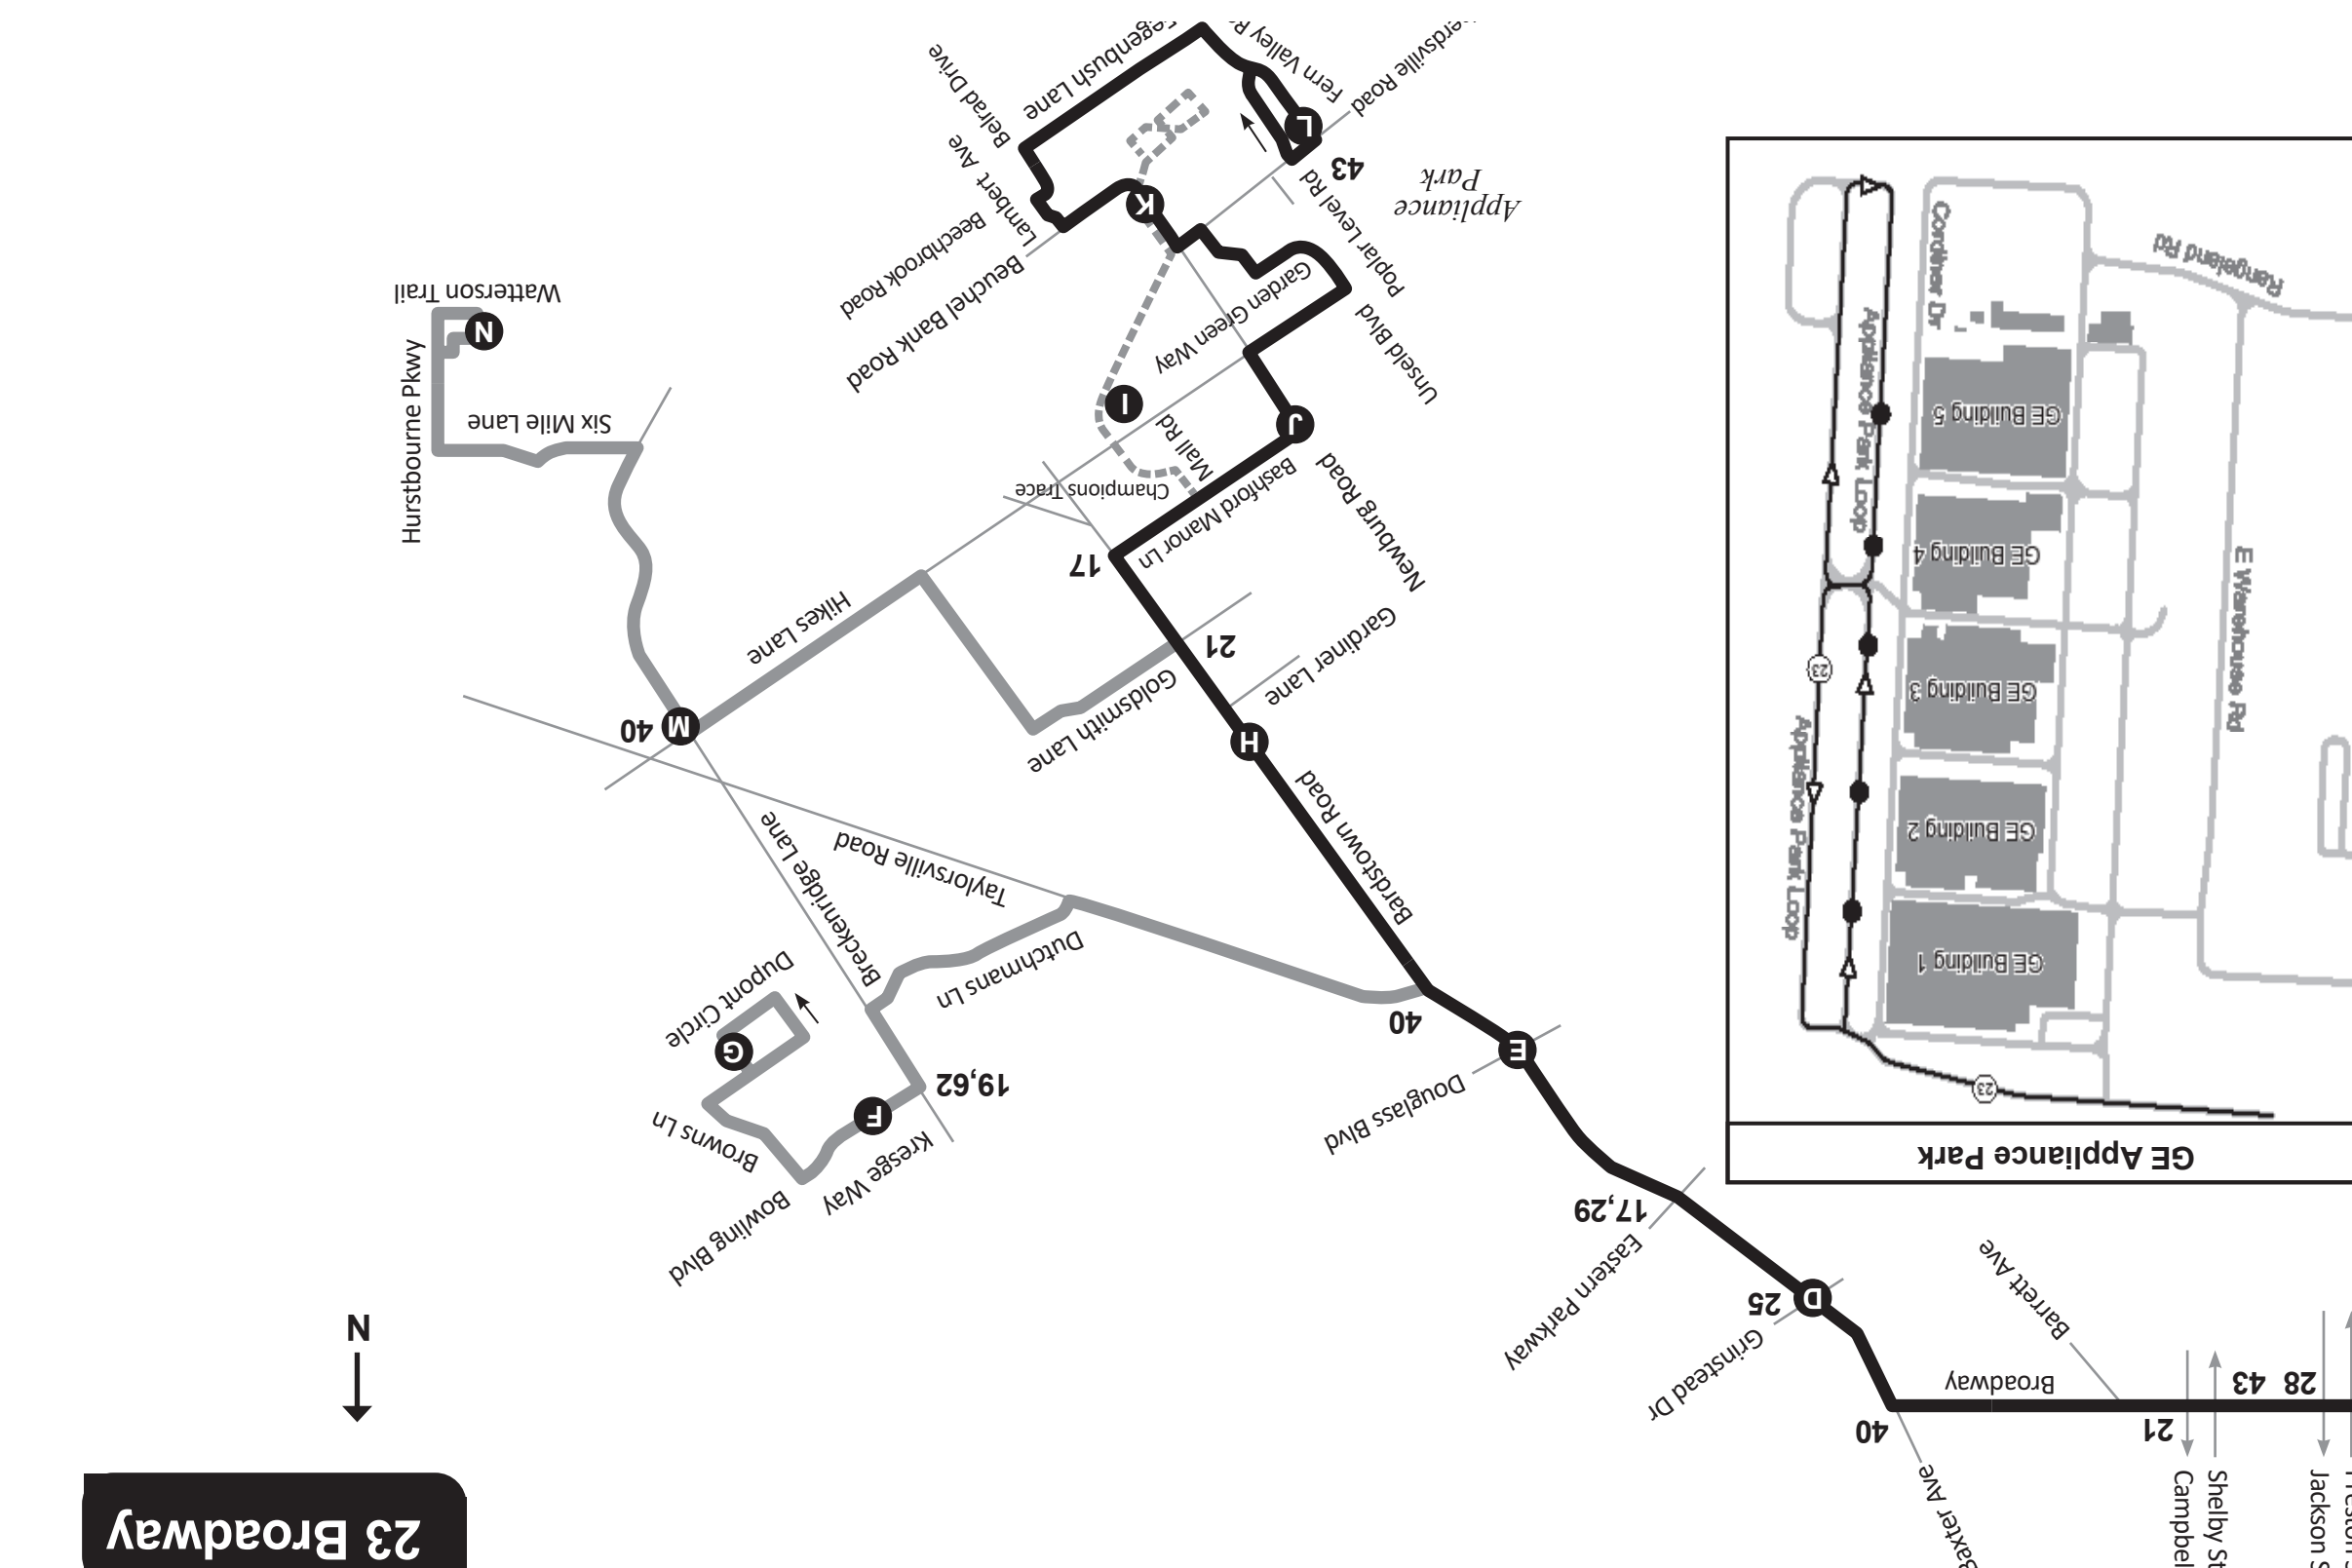 23 Broadway
N
Campbel
Shelby St
Jackson S
Baxter Ave
40
21
43
28
Broadway
Barrett Ave
Grinstead Dr
25
D
Eastern Parkway
17,29
Douglass Blvd
E
40
Bowling Blvd
Kresge Way
Browns Ln
F
19,62
G
Dupont Circle
Dutchmans Ln
Breckenridge Lane
Taylorsville Road
Bardstown Road
H
Gardiner Lane
Goldsmith Lane
21
M
40
Hikes Lane
17
Bashford Manor Ln
Newburg Road
Champions Trace
Mall Rd
J
I
Six Mile Lane
Hurstbourne Pkwy
N
Watterson Trail
Unseld Blvd
Garden Green Way
Beuchel Bank Road
Beechbrook Road
Poplar Level Rd
Lambert Ave
Belrad Drive
K
Appliance
Park
43
L
Fern Valley R
Lane
GE Appliance Park
23
GE Building 1
GE Building 2
GE Building 3
GE Building 4
GE Building 5
Appliance Park Loop
23
Appliance Park Loop
E Warehouse Rd
Cordiner Dr
Rangeland Rd